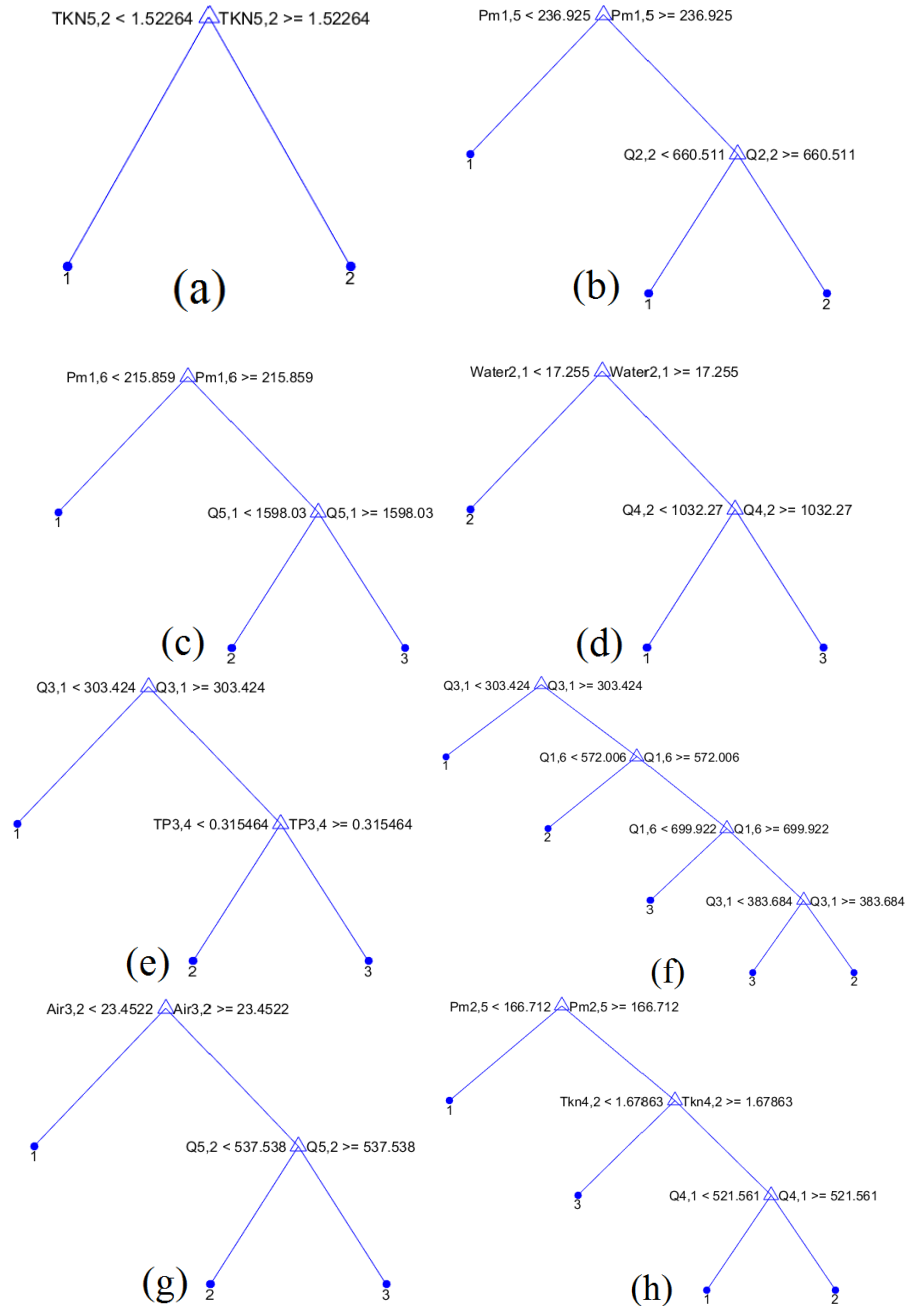 TKN5,2 < 1.52264 TKN5,2 >= 1.52264
1 2
(a)
Pm1,5 < 236.925 Pm1,5 >= 236.925
1
Q2,2 < 660.511 Q2,2 >= 660.511
1 2
(b)
Pm1,6 < 215.859 Pm1,6 >= 215.859
1
Q5,1 < 1598.03 Q5,1 >= 1598.03
2 3
(c)
Water2,1 < 17.255 Water2,1 >= 17.255
2
Q4,2 < 1032.27 Q4,2 >= 1032.27
1 3
(d)
Q3,1 < 303.424 Q3,1 >= 303.424
1
TP3,4 < 0.315464 TP3,4 >= 0.315464
2 3
(e)
Q3,1 < 303.424 Q3,1 >= 303.424
1
Q1,6 < 572.006 Q1,6 >= 572.006
2
Q1,6 < 699.922 Q1,6 >= 699.922
3
Q3,1 < 383.684 Q3,1 >= 383.684
3 2
(f)
Air3,2 < 23.4522 Air3,2 >= 23.4522
1
Q5,2 < 537.538 Q5,2 >= 537.538
2 3
(g)
Pm2,5 < 166.712 Pm2,5 >= 166.712
1
Tkn4,2 < 1.67863 Tkn4,2 >= 1.67863
3
Q4,1 < 521.561 Q4,1 >= 521.561
1 2
(h)